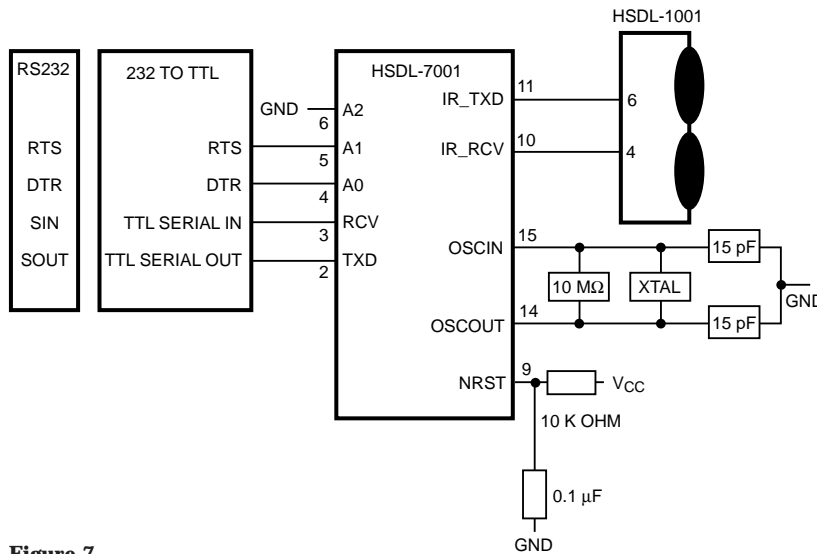 HSDL-1001
RS232
232 TO TTL
HSDL-7001
11
IR_TXD
6
GND
A2
6
10
RTS
RTS
A1
IR_RCV
4
5
DTR
DTR
A0
4
SIN
TTL SERIAL IN
RCV
3
15
OSCIN
15 pF
SOUT
TTL SERIAL OUT
TXD
2
10 MΩ
XTAL
GND
14
OSCOUT
15 pF
9
NRST
VCC
10 K OHM
0.1 µF
GND
Figure 7